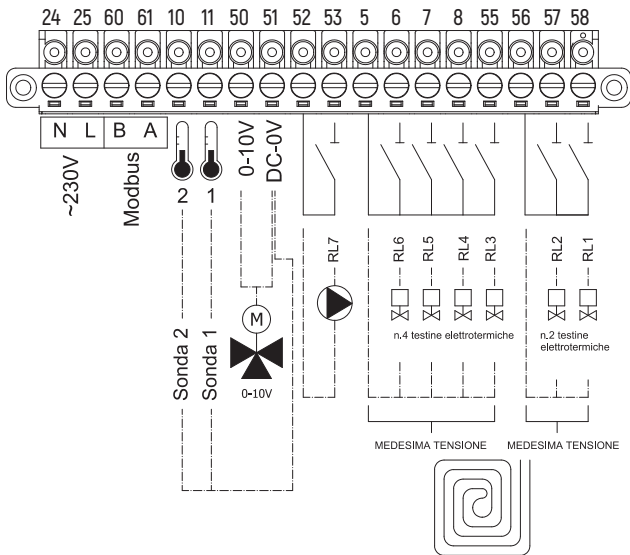 24 25 60 61 10 11 50 51 52 53 5 6 7 8 55 56 57 58
N L B A
~230V
Modbus
2 1
0-10V
DC-0V
RL7
RL6
RL5
RL4
RL3
RL2
RL1
M
n.4 testine elettrotermiche
n.2 testine
elettrotermiche
Sonda 2
Sonda 1
0-10V
MEDESIMA TENSIONE MEDESIMA TENSIONE